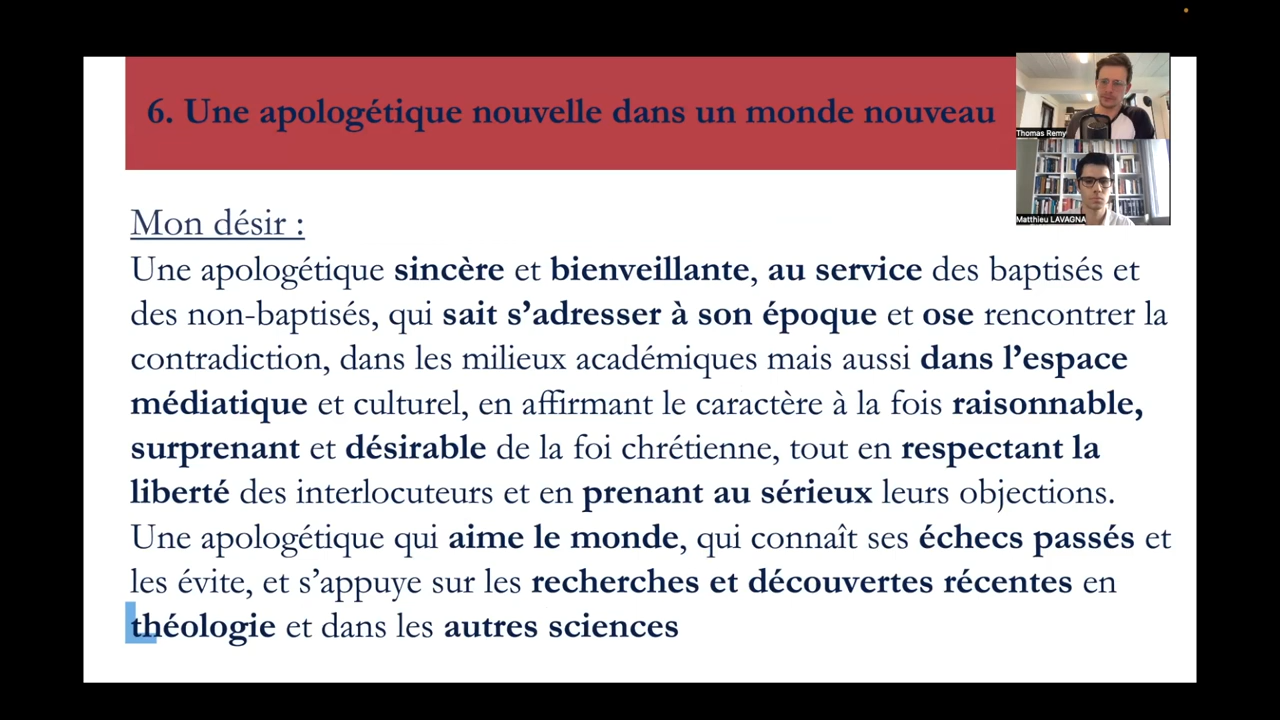 6. Une apologétique nouvelle dans un monde nouveau
Thomas Remy
Matthieu LAVAGNA
Mon désir :
Une apologétique sincère et bienveillante, au service des baptisés et
des non-baptisés, qui sait s’adresser à son époque et ose rencontrer la
contradiction, dans les milieux académiques mais aussi dans l’espace
médiatique et culturel, en affirmant le caractère à la fois raisonnable,
surprenant et désirable de la foi chrétienne, tout en respectant la
liberté des interlocuteurs et en prenant au sérieux leurs objections.
Une apologétique qui aime le monde, qui connaît ses échecs passés et
les évite, et s’appuye sur les recherches et découvertes récentes en
théologie et dans les autres sciences